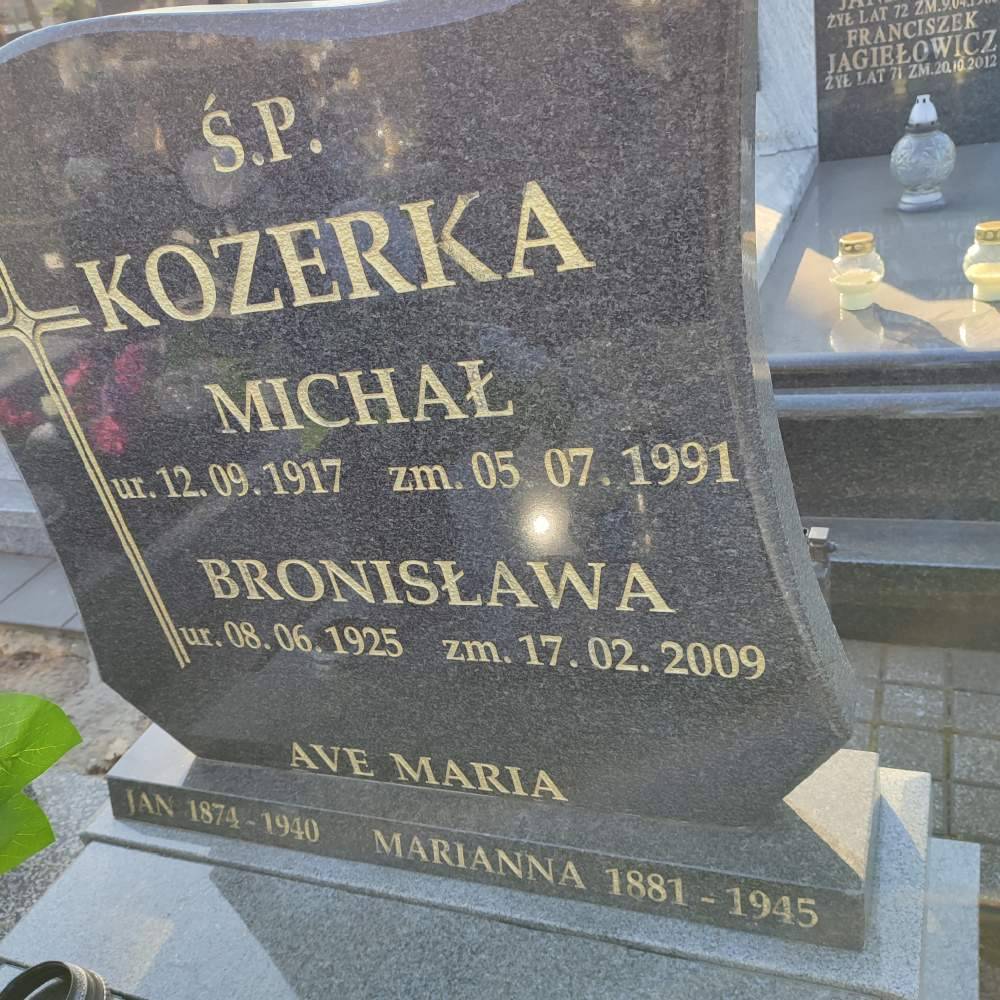 Ś.P.
KOZERKA
MICHAŁ
ur. 12. 09. 1917 zm. 05 07. 1991
BRONISŁAWA
ur. 08. 06. 1925 zm. 17. 02. 2009
AVE MARIA
JAN 1874 - 1940 MARIANNA 1881 - 1945
ŻYŁ LAT 72
FRANCISZEK
JAGIEŁOWICZ
ŻYŁ LAT 71 ZM. 20.10.2012